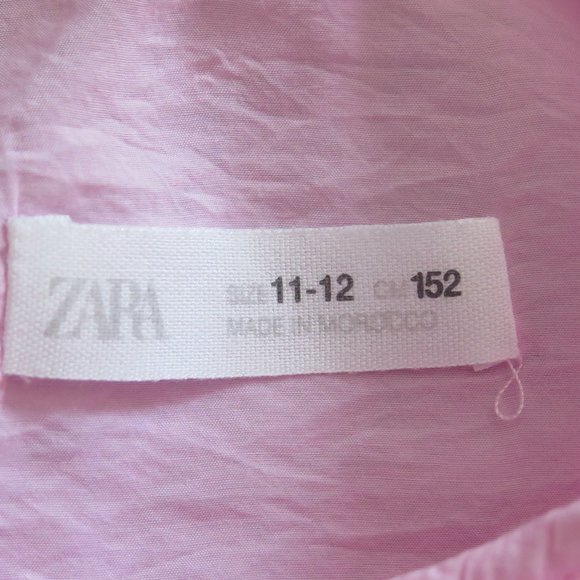 ZARA
SIZE 11-12 CM 152
MADE IN MOROCCO